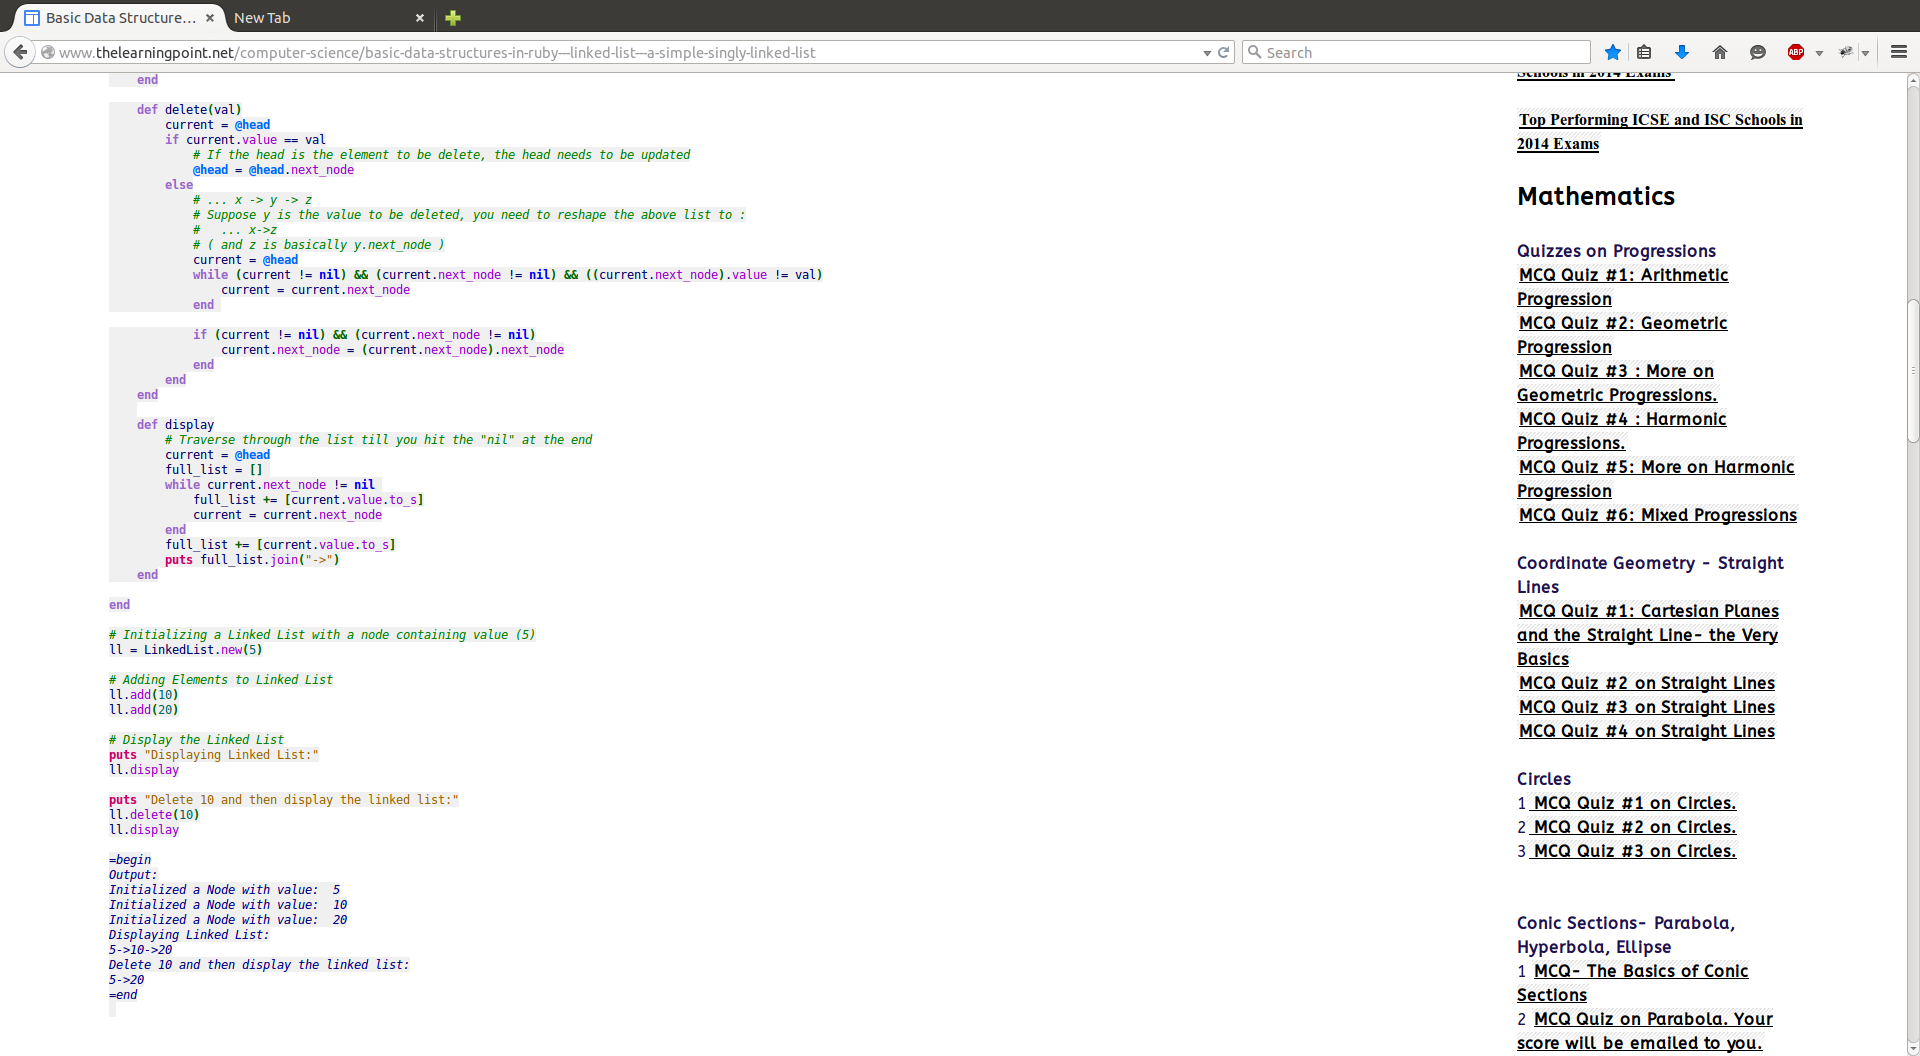 Basic Data Structure...
New Tab
www.thelearningpoint.net/computer-science/basic-data-structures-in-ruby---linked-list---a-simple-singly-linked-list
Search
ABP
end
def delete(val)
current = @head
if current.value == val
# If the head is the element to be delete, the head needs to be updated
@head = @head.next_node
else
# ... x -> y -> z
# Suppose y is the value to be deleted, you need to reshape the above list to :
#   ... x->z
# ( and z is basically y.next_node )
current = @head
while (current != nil) && (current.next_node != nil) && ((current.next_node).value != val)
current = current.next_node
end
if (current != nil) && (current.next_node != nil)
current.next_node = (current.next_node).next_node
end
end
end
def display
# Traverse through the list till you hit the "nil" at the end
current = @head
full_list = []
while current.next_node != nil
full_list += [current.value.to_s]
current = current.next_node
end
full_list += [current.value.to_s]
puts full_list.join("->")
end
end
# Initializing a Linked List with a node containing value (5)
ll = LinkedList.new(5)
# Adding Elements to Linked List
ll.add(10)
ll.add(20)
# Display the Linked List
puts "Displaying Linked List:"
ll.display
puts "Delete 10 and then display the linked list:"
ll.delete(10)
ll.display
=begin
Output:
Initialized a Node with value:  5
Initialized a Node with value:  10
Initialized a Node with value:  20
Displaying Linked List:
5->10->20
Delete 10 and then display the linked list:
5->20
=end
Schools in 2014 Exams
Top Performing ICSE and ISC Schools in
2014 Exams
Mathematics
Quizzes on Progressions
MCQ Quiz #1: Arithmetic
Progression
MCQ Quiz #2: Geometric
Progression
MCQ Quiz #3 : More on
Geometric Progressions.
MCQ Quiz #4 : Harmonic
Progressions.
MCQ Quiz #5: More on Harmonic
Progression
MCQ Quiz #6: Mixed Progressions
Coordinate Geometry - Straight
Lines
MCQ Quiz #1: Cartesian Planes
and the Straight Line- the Very
Basics
MCQ Quiz #2 on Straight Lines
MCQ Quiz #3 on Straight Lines
MCQ Quiz #4 on Straight Lines
Circles
1 MCQ Quiz #1 on Circles.
2 MCQ Quiz #2 on Circles.
3 MCQ Quiz #3 on Circles.
Conic Sections- Parabola,
Hyperbola, Ellipse
1 MCQ- The Basics of Conic
Sections
2 MCQ Quiz on Parabola. Your
score will be emailed to you.